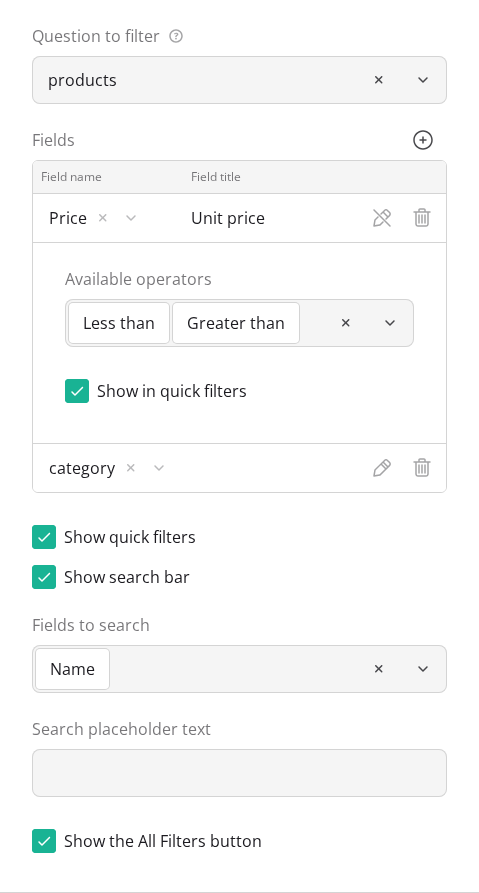 Question to filter ?
products
Fields
Field name Field title
Price Unit price
Available operators
Less than Greater than
Show in quick filters
category
Show quick filters
Show search bar
Fields to search
Name
Search placeholder text
Show the All Filters button